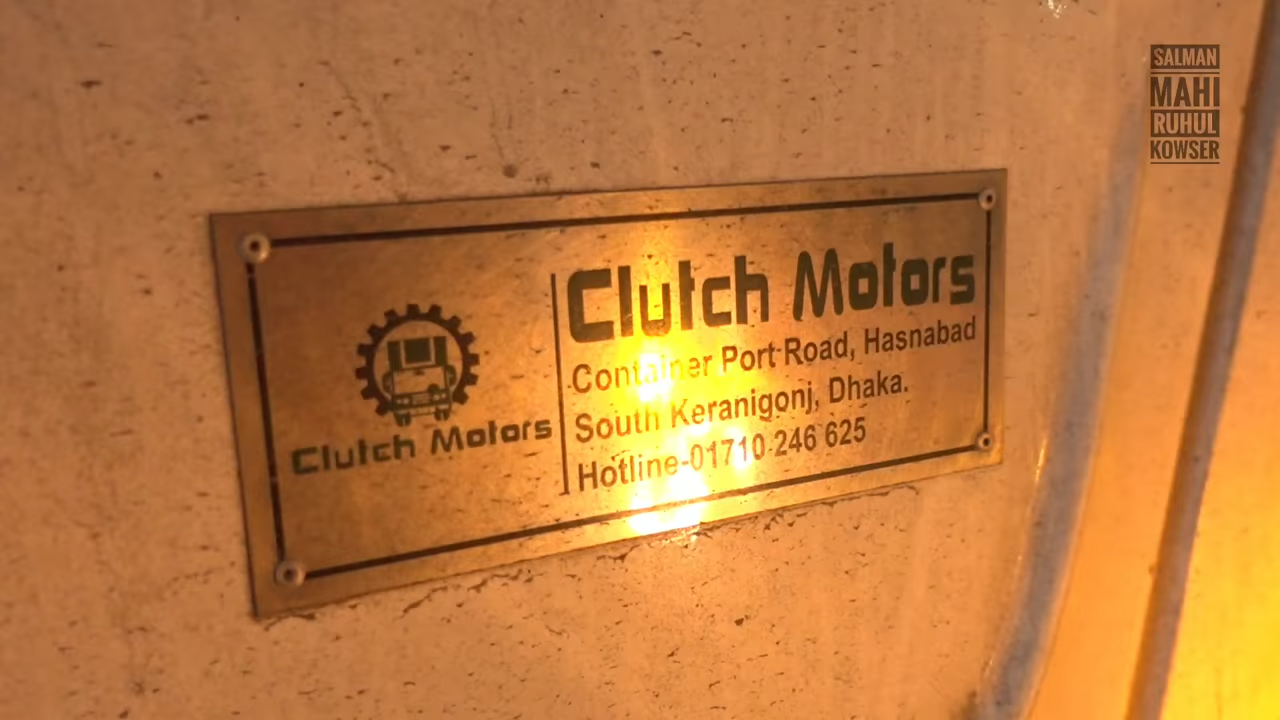 Clutch Motors
Clutch Motors
Container Port Road, Hasnabad
South Keranigonj, Dhaka.
Hotline-01710 246 625
SALMAN
MAHI
RUHUL
KOWSER